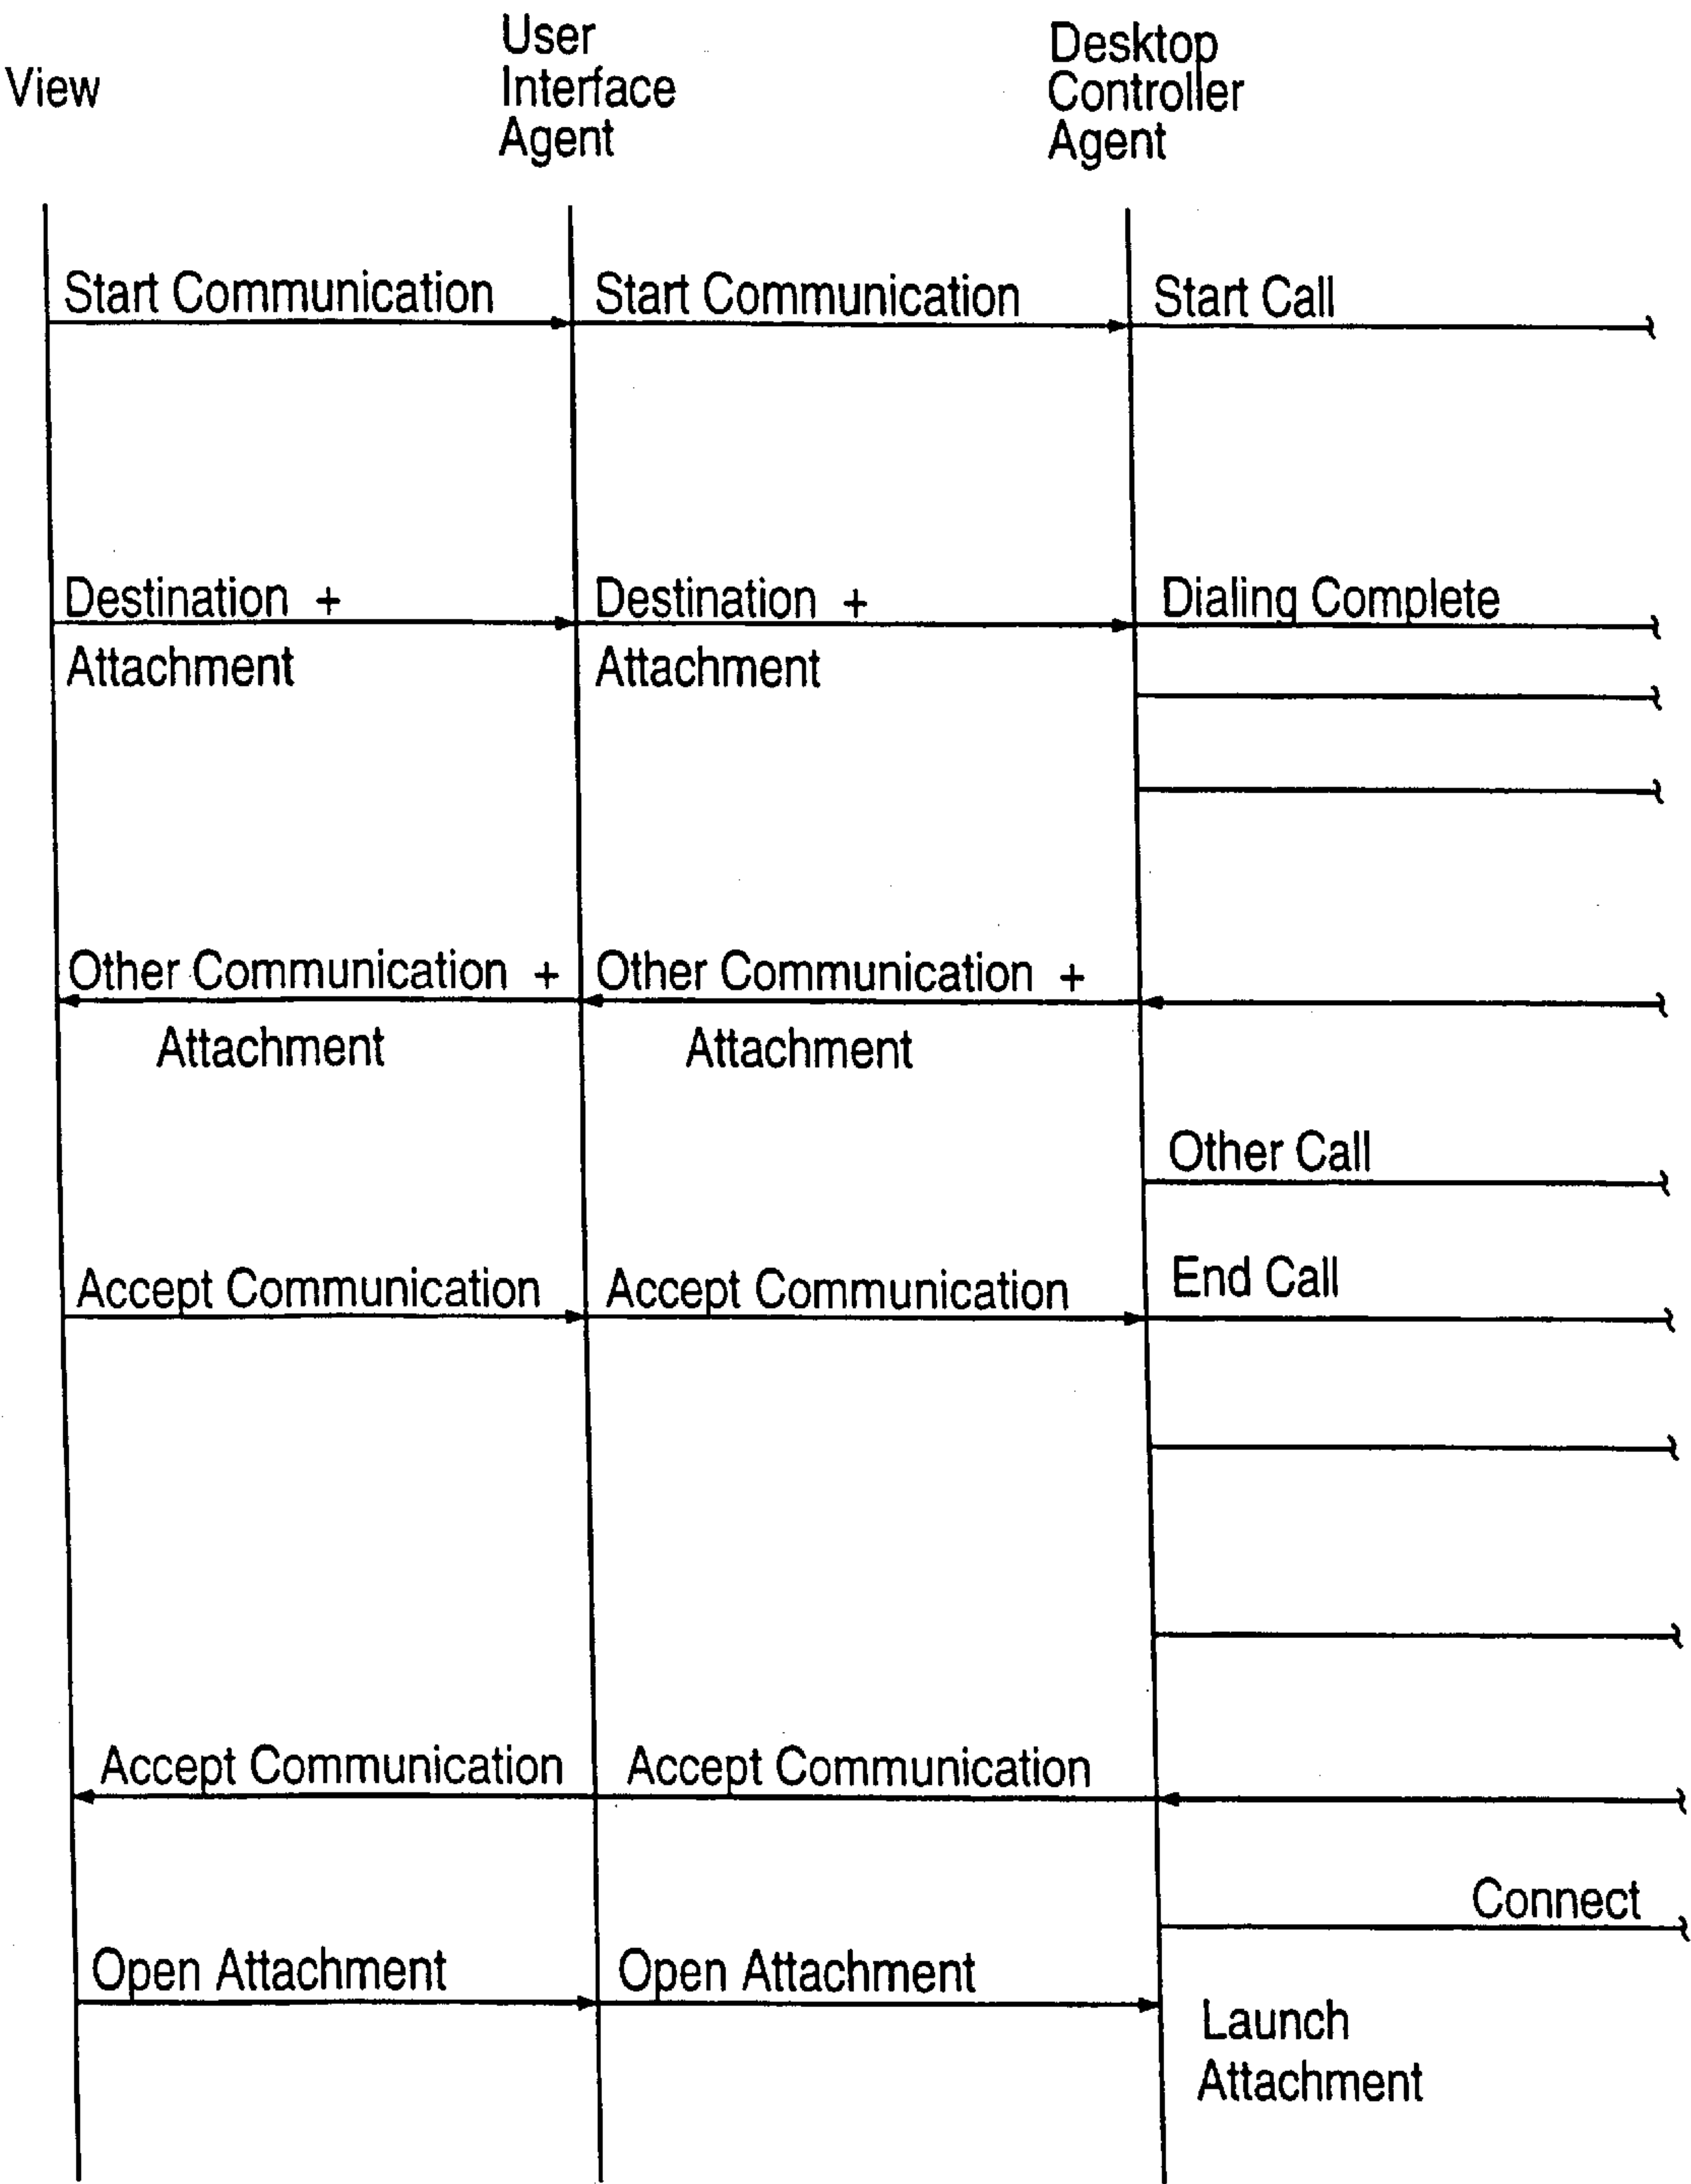 View
User
Interface
Agent
Desktop
Controller
Agent
Start Communication
Start Communication
Start Call
Destination +
Attachment
Destination +
Attachment
Dialing Complete
Other Communication +
Attachment
Other Communication +
Attachment
Other Call
Accept Communication
Accept Communication
End Call
Accept Communication
Accept Communication
Connect
Open Attachment
Open Attachment
Launch
Attachment